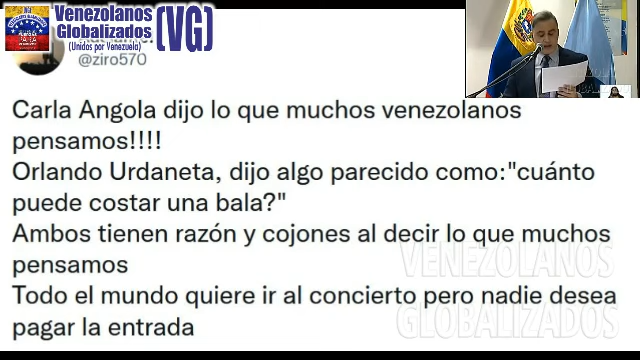 Venezolanos
Globalizados
(Unidos por Venezuela)
(VG)
@ziro570
Carla Angola dijo lo que muchos venezolanos
pensamos!!!!
Orlando Urdaneta, dijo algo parecido como:"cuánto
puede costar una bala?"
Ambos tienen razón y cojones al decir lo que muchos
pensamos
Todo el mundo quiere ir al concierto pero nadie desea
pagar la entrada
VENEZOLANOS
GLOBALIZADOS